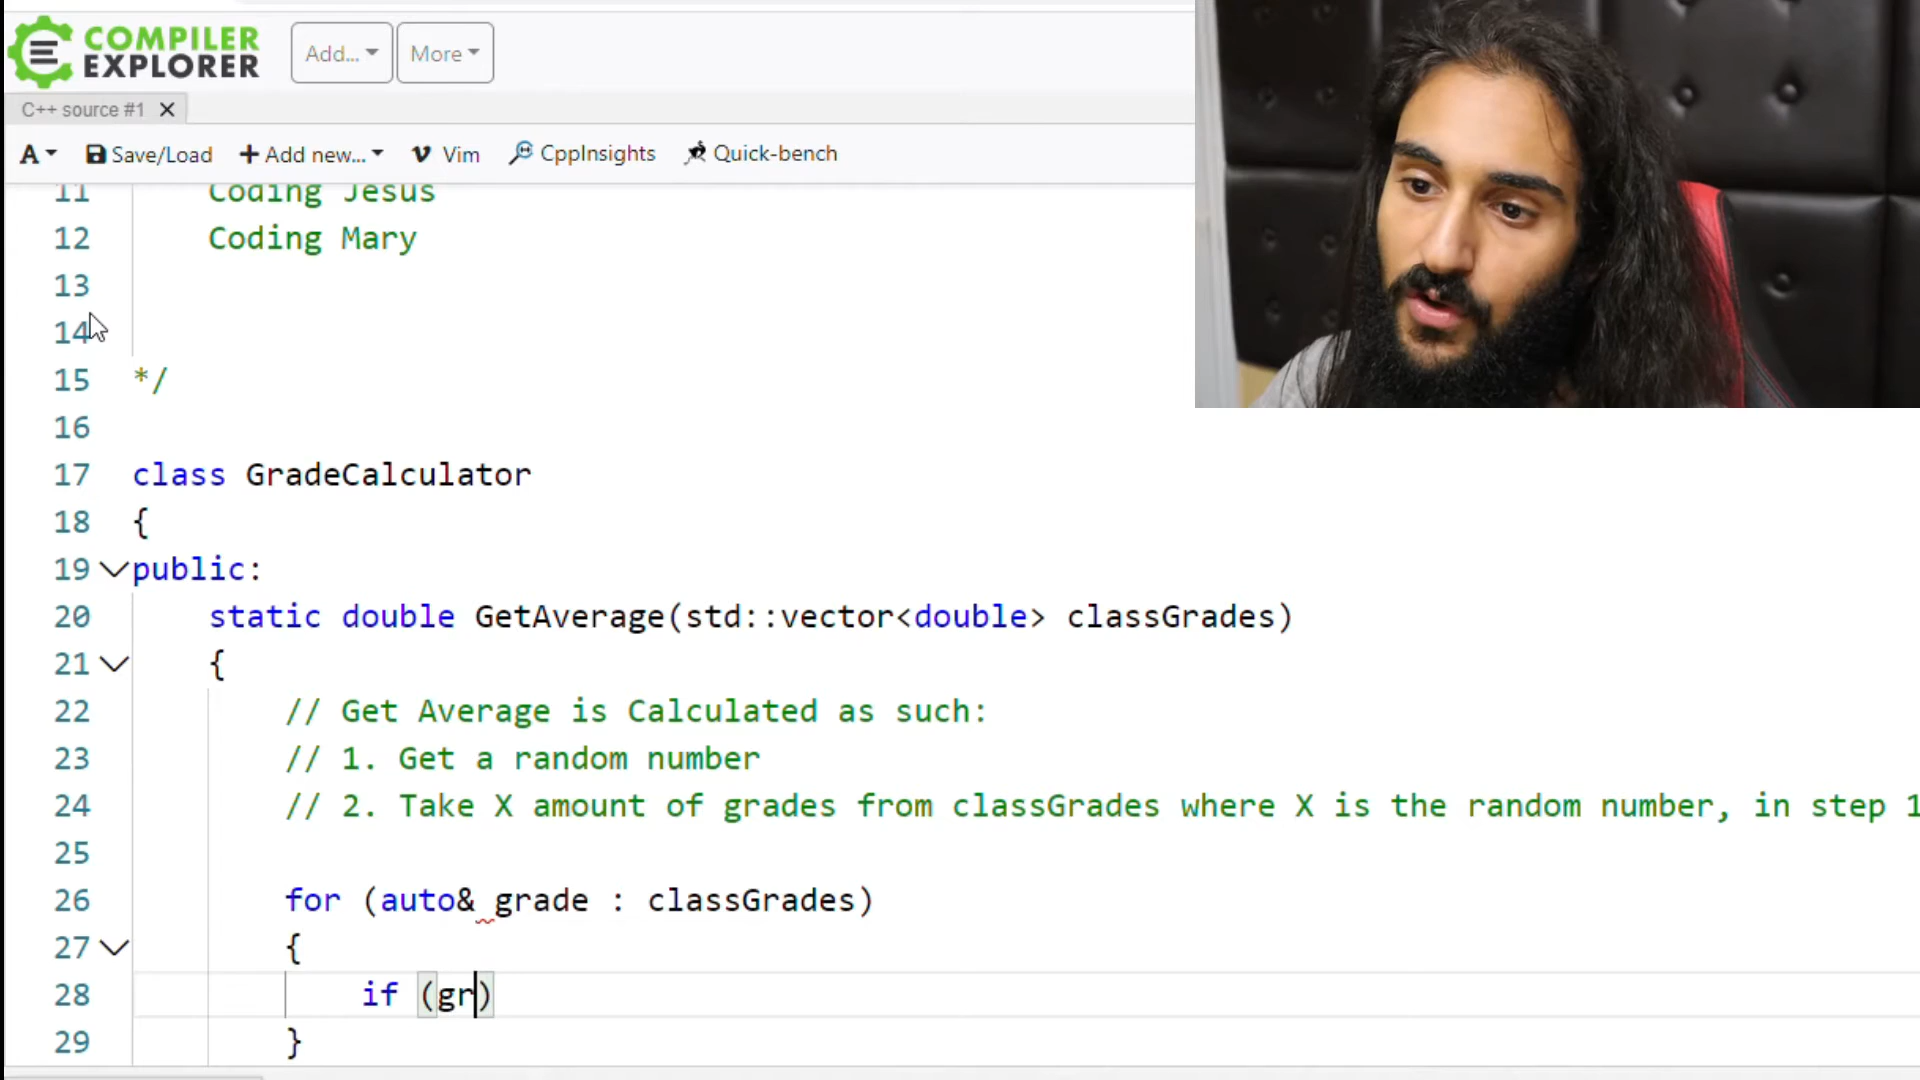 COMPILER
EXPLORER
Add...
More
C++ source #1
A
Save/Load
Add new...
Vim
CppInsights
Quick-bench
11 Coding Jesus
12 Coding Mary
13
14
15 */
16
17 class GradeCalculator
18 {
19 public:
20 static double GetAverage(std::vector<double> classGrades)
21 {
22 // Get Average is Calculated as such:
23 // 1. Get a random number
24 // 2. Take X amount of grades from classGrades where X is the random number, in step 1
25
26 for (auto& grade : classGrades)
27 {
28 if (gr)
29 }